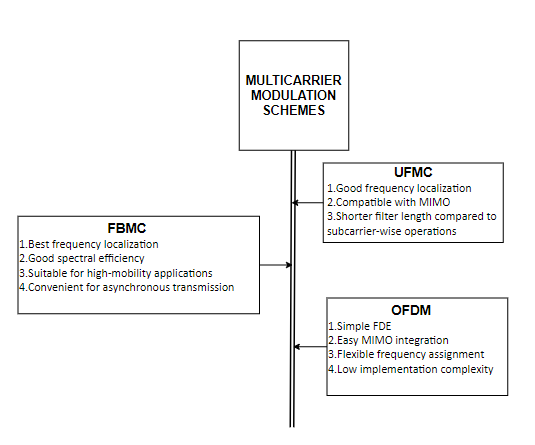 MULTICARRIER
MODULATION
SCHEMES
UFMC
1.Good frequency localization
2.Compatible with MIMO
3.Shorter filter length compared to
subcarrier-wise operations
FBMC
1.Best frequency localization
2.Good spectral efficiency
3.Suitable for high-mobility applications
4.Convenient for asynchronous transmission
OFDM
1.Simple FDE
2.Easy MIMO integration
3.Flexible frequency assignment
4.Low implementation complexity